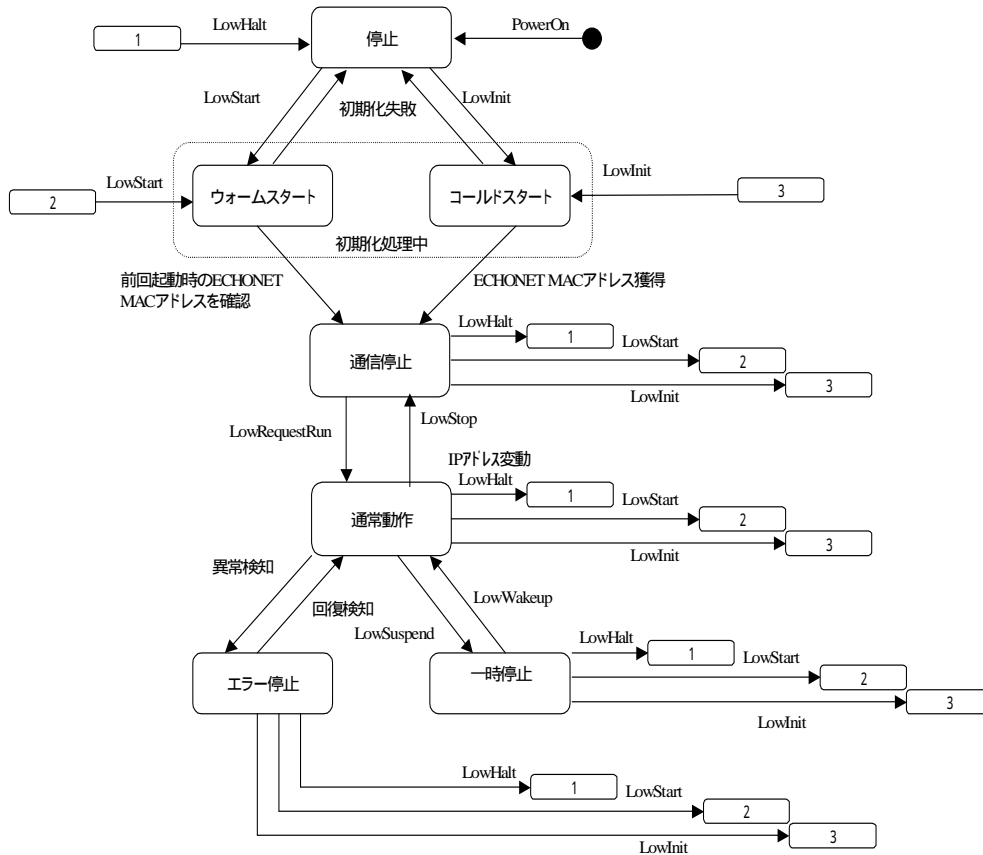 LowHalt
PowerOn
1
停止
LowStart
初期化失敗
LowInit
LowStart
LowInit
2
ウォームスタート
コールドスタート
3
初期化処理中
前回起動時のECHONET
MACアドレスを確認
ECHONET MACアドレス獲得
LowHalt
1
通信停止
LowStart
2
LowInit
3
LowRequestRun
LowStop
IPアドレス変動
LowHalt
1
通常動作
LowStart
2
LowInit
3
異常検知
回復検知
LowWakeup
LowSuspend
エラー停止
一時停止
LowHalt
1
LowStart
2
LowInit
3
LowHalt
1
LowStart
2
LowInit
3